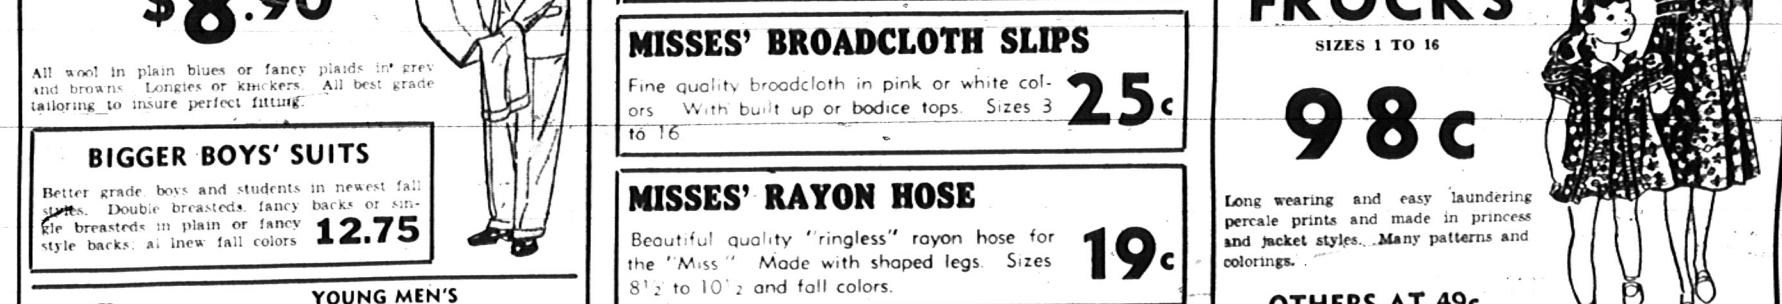 $8.90
All wool in plain blues or fancy plaids in grey
and browns Longies or knickers. All best grade
tailoring to insure perfect fitting.
BIGGER BOYS' SUITS
Better grade. boys and students in newest fall
styles. Double breasteds. fancy backs or sin-
gle breasteds in plain or fancy
style backs; al lnew fall colors
12.75
YOUNG MEN'S
MISSES' BROADCLOTH SLIPS
Fine quality broadcloth in pink or white col-
ors With built up or bodice tops. Sizes 3
to 16
25c
MISSES' RAYON HOSE
Beautiful quality "ringless" rayon hose for
the "Miss" Made with shaped legs. Sizes
8½ to 10½ and fall colors.
19c
FROCKS
SIZES 1 TO 16
98c
Long wearing and easy laundering
percale prints and made in princess
and jacket styles. Many patterns and
colorings.
OTHERS AT 49c